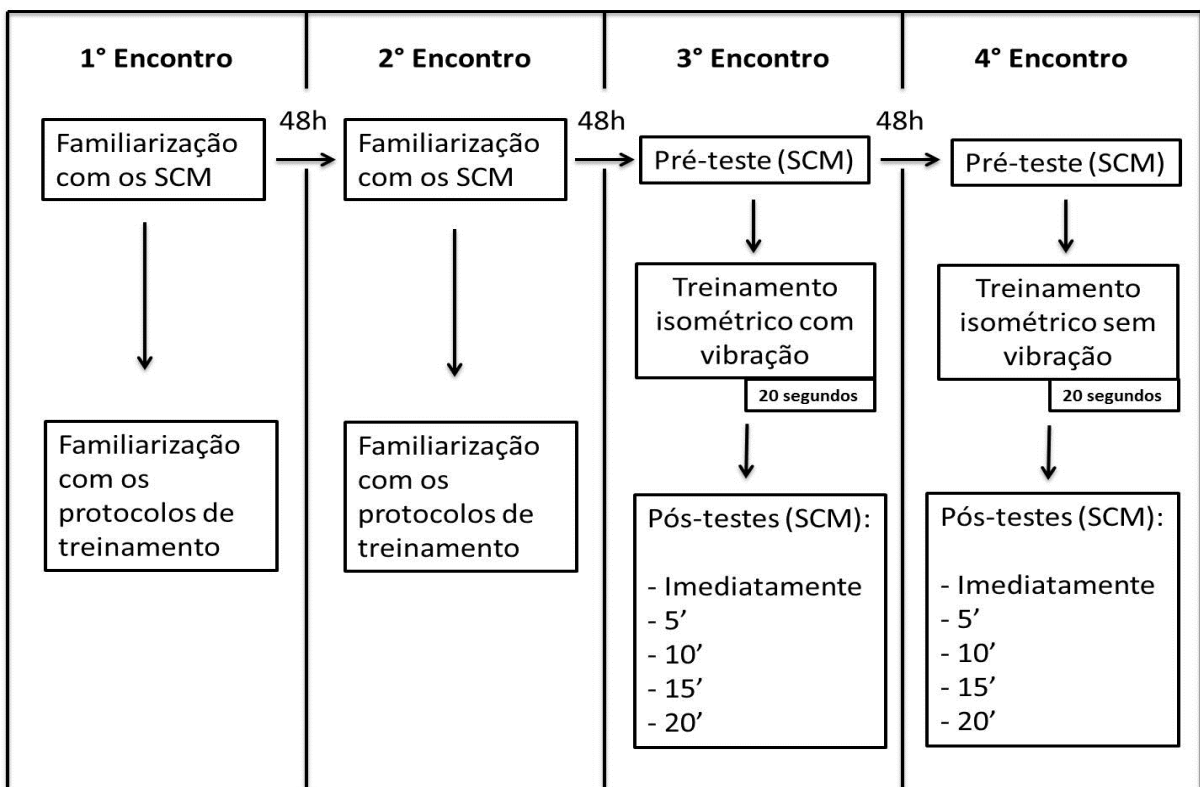 1° Encontro
2° Encontro
3° Encontro
4° Encontro
Familiarização
com os SCM
48h
Familiarização
com os SCM
48h
Pré-teste (SCM)
48h
Pré-teste (SCM)
Familiarização
com os
protocolos de
treinamento
Familiarização
com os
protocolos de
treinamento
Treinamento
isométrico com
vibração
20 segundos
Pós-testes (SCM):
- Imediatamente
- 5’
- 10’
- 15’
- 20’
Treinamento
isométrico sem
vibração
20 segundos
Pós-testes (SCM):
- Imediatamente
- 5’
- 10’
- 15’
- 20’